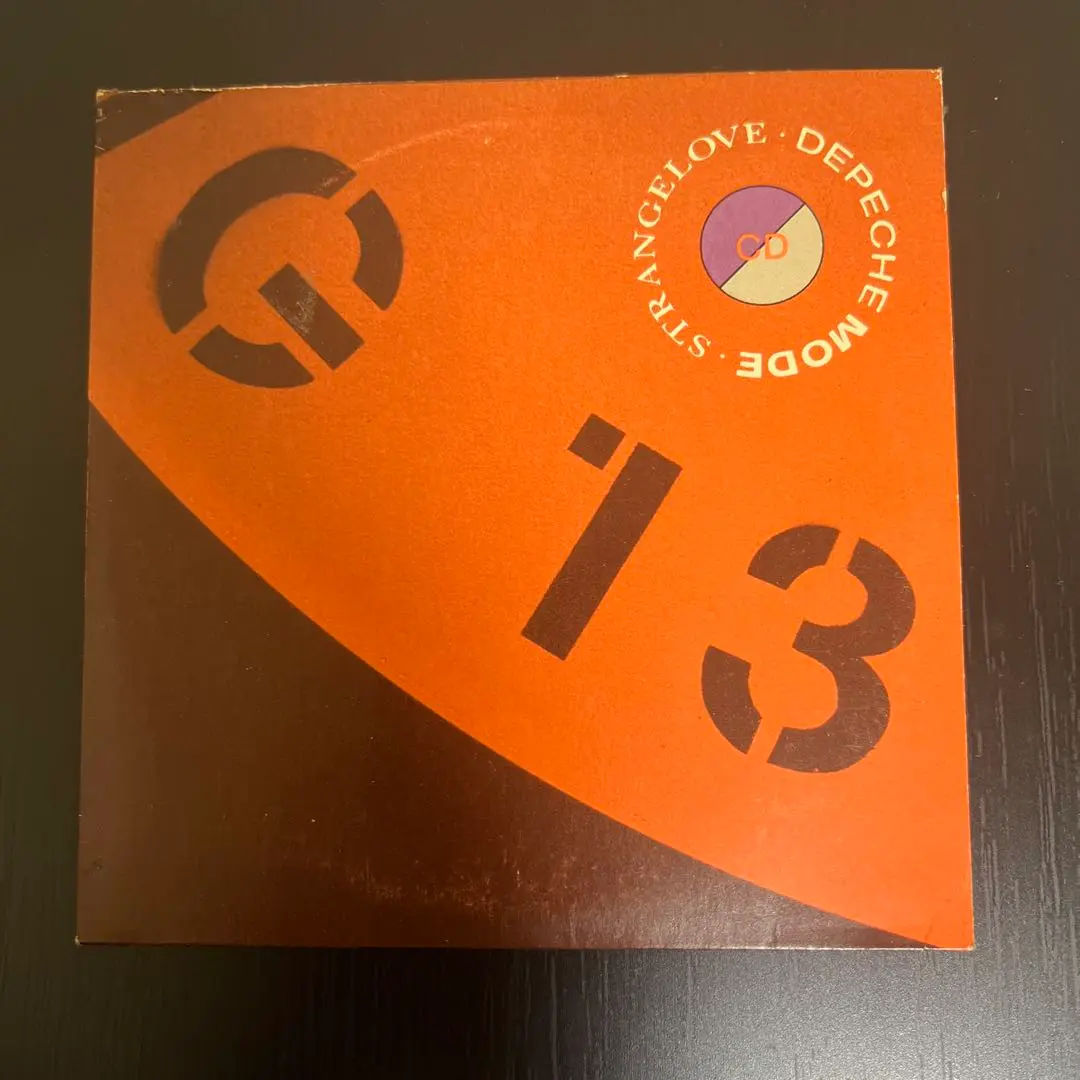 G 13
STRANGELOVE · DEPECHE MODE ·
CD